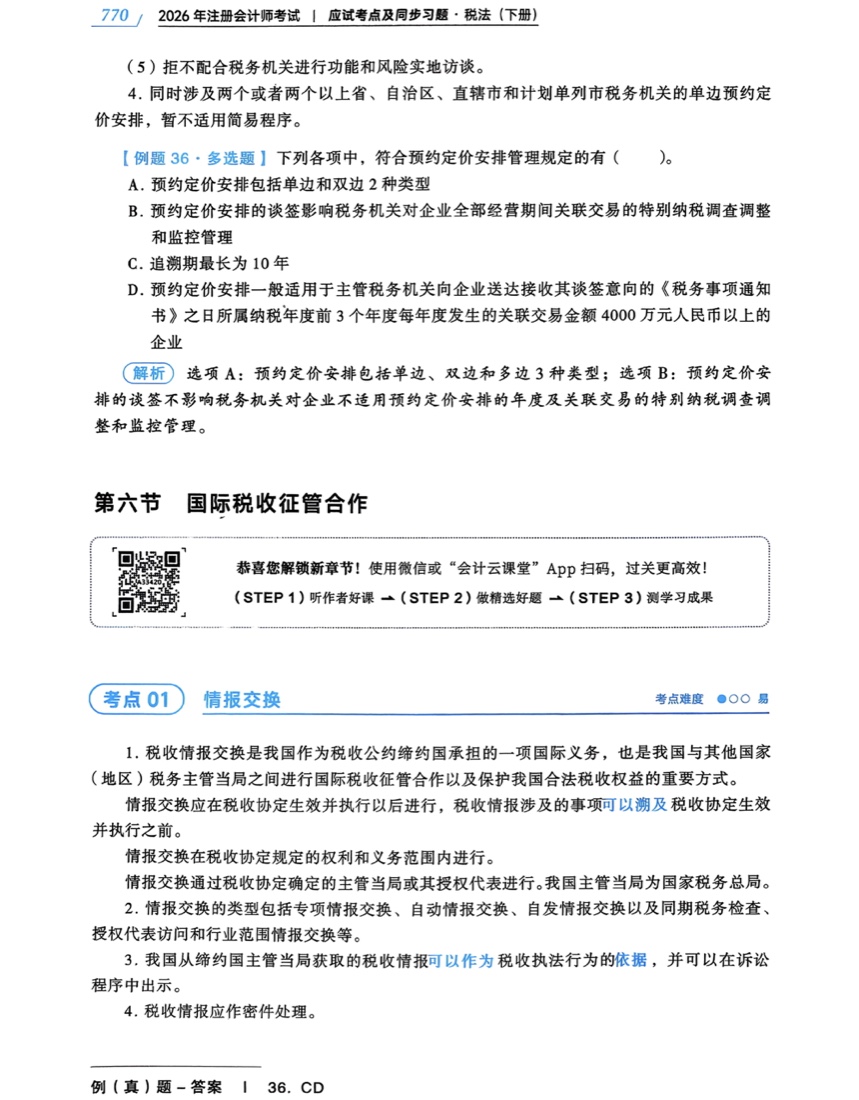 770 2026年注册会计师考试 | 应试考点及同步习题·税法(下册)
(5)拒不配合税务机关进行功能和风险实地访谈。
4. 同时涉及两个或者两个以上省、自治区、直辖市和计划单列市税务机关的单边预约定
价安排,暂不适用简易程序。
【例题36·多选题】下列各项中,符合预约定价安排管理规定的有( )。
A. 预约定价安排包括单边和双边2种类型
B. 预约定价安排的谈签影响税务机关对企业全部经营期间关联交易的特别纳税调查调整
和监控管理
C. 追溯期最长为10年
D. 预约定价安排一般适用于主管税务机关向企业送达接收其谈签意向的《税务事项通知
书》之日所属纳税年度前3个年度每年度发生的关联交易金额4000万元人民币以上的
企业
解析 选项A:预约定价安排包括单边、双边和多边3种类型;选项B:预约定价安
排的谈签不影响税务机关对企业不适用预约定价安排的年度及关联交易的特别纳税调查调
整和监控管理。
第六节 国际税收征管合作
恭喜您解锁新章节!使用微信或“会计云课堂”App扫码,过关更高效!
(STEP 1)听作者好课 ⇀(STEP 2)做精选好题 ⇀(STEP 3)测学习成果
考点 01 情报交换 考点难度 ●○○ 易
1. 税收情报交换是我国作为税收公约缔约国承担的一项国际义务,也是我国与其他国家
(地区)税务主管当局之间进行国际税收征管合作以及保护我国合法税收权益的重要方式。
情报交换应在税收协定生效并执行以后进行,税收情报涉及的事项可以溯及税收协定生效
并执行之前。
情报交换在税收协定规定的权利和义务范围内进行。
情报交换通过税收协定确定的主管当局或其授权代表进行。我国主管当局为国家税务总局。
2. 情报交换的类型包括专项情报交换、自动情报交换、自发情报交换以及同期税务检查、
授权代表访问和行业范围情报交换等。
3. 我国从缔约国主管当局获取的税收情报可以作为税收执法行为的依据,并可以在诉讼
程序中出示。
4. 税收情报应作密件处理。
例(真)题-答案 | 36. CD